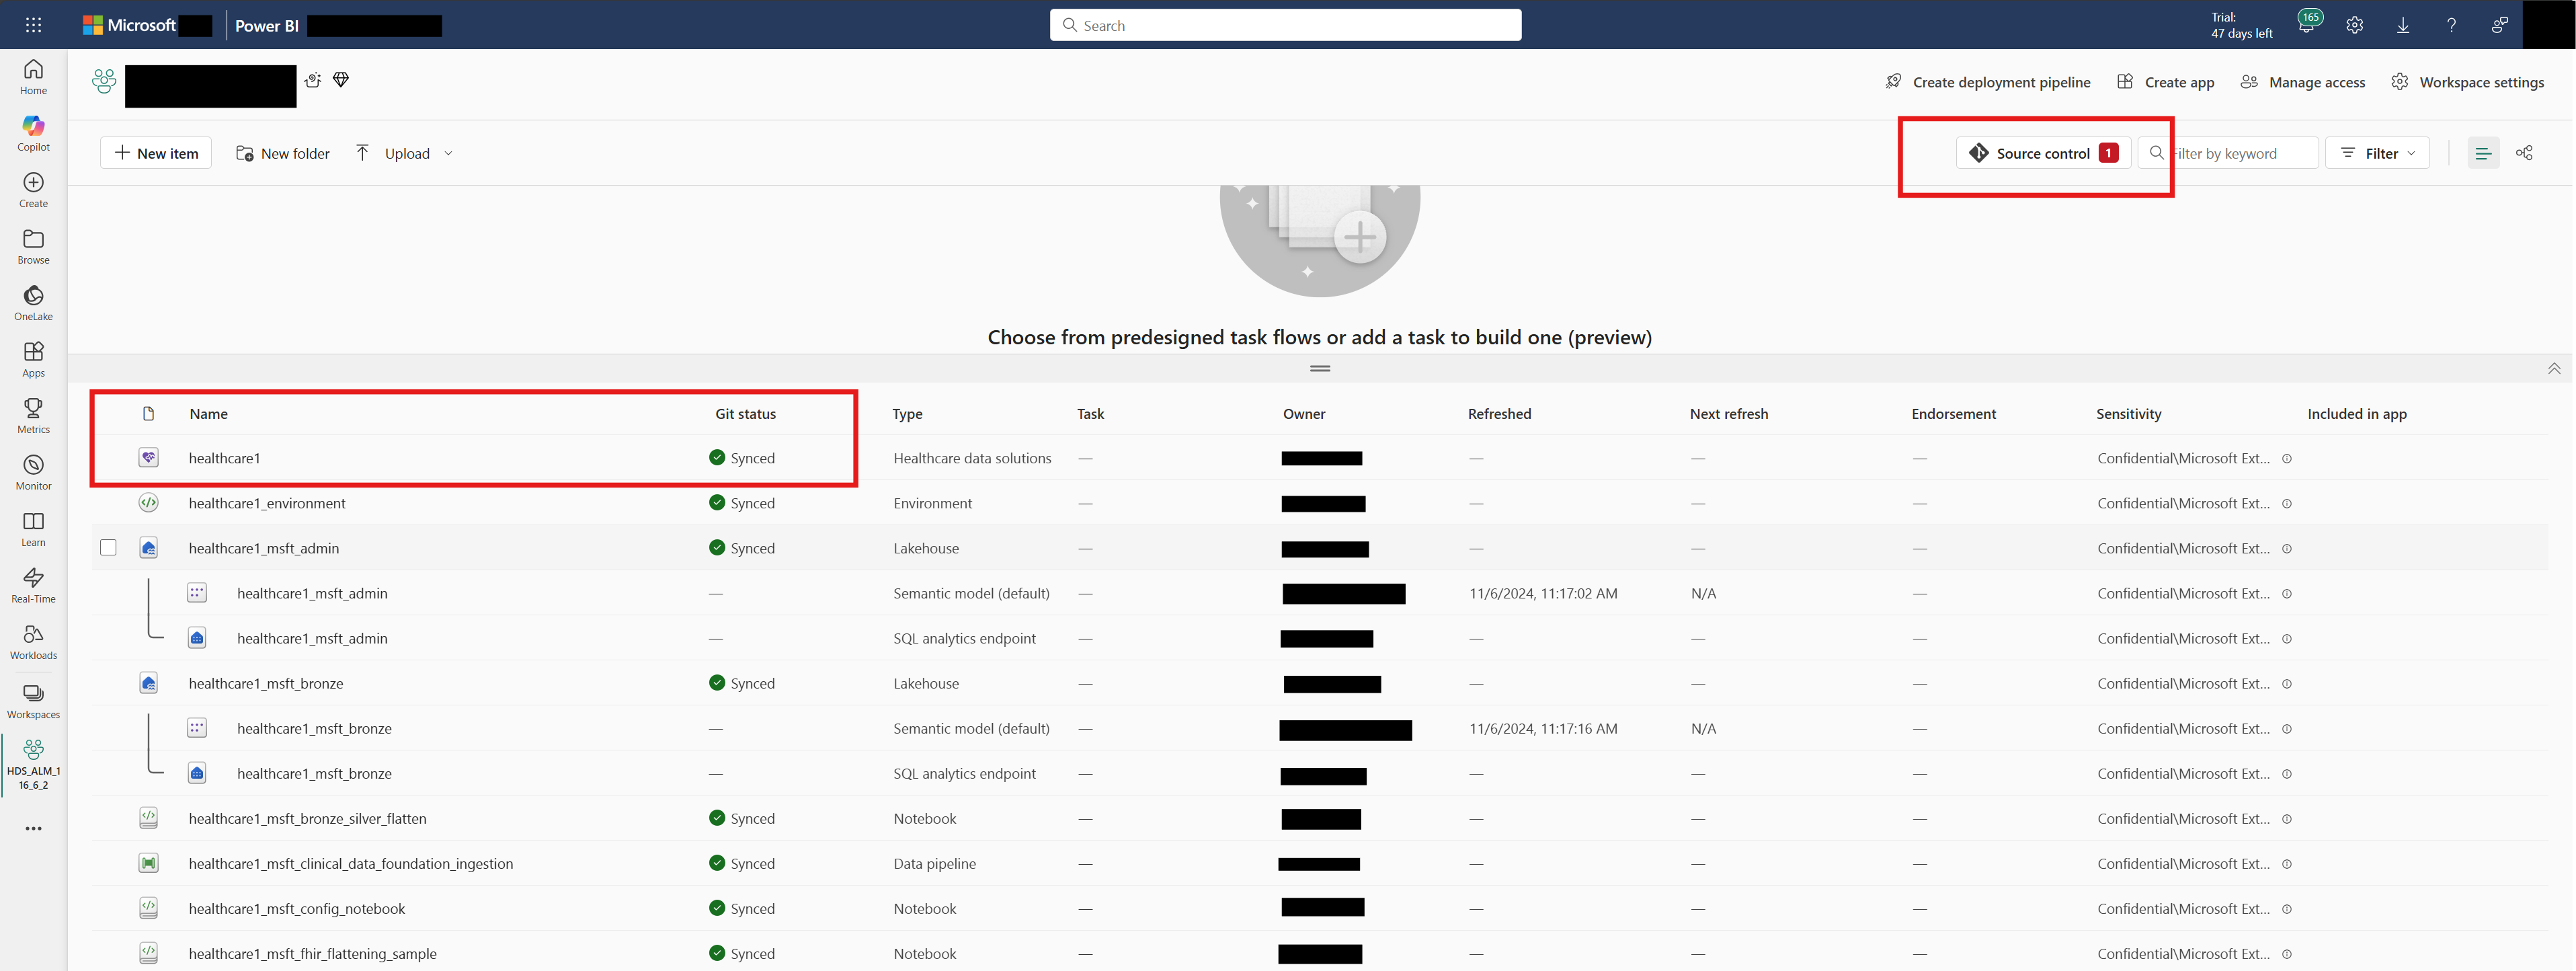 Microsoft
Power BI
Search
Trial:
47 days left
165
Home
Copilot
Create
Browse
OneLake
Apps
Metrics
Monitor
Learn
Real-Time
Workloads
Workspaces
HDS_ALM_1
16_6_2
Create deployment pipeline
Create app
Manage access
Workspace settings
New item
New folder
Upload
Source control 1
Filter by keyword
Filter
Choose from predesigned task flows or add a task to build one (preview)
Name Git status Type Task Owner Refreshed Next refresh Endorsement Sensitivity Included in app
healthcare1 Synced Healthcare data solutions — — — — Confidential\Microsoft Ext...
healthcare1_environment Synced Environment — — — — Confidential\Microsoft Ext...
healthcare1_msft_admin Synced Lakehouse — — — — Confidential\Microsoft Ext...
healthcare1_msft_admin — Semantic model (default) — 11/6/2024, 11:17:02 AM N/A — Confidential\Microsoft Ext...
healthcare1_msft_admin — SQL analytics endpoint — — — — Confidential\Microsoft Ext...
healthcare1_msft_bronze Synced Lakehouse — — — — Confidential\Microsoft Ext...
healthcare1_msft_bronze — Semantic model (default) — 11/6/2024, 11:17:16 AM N/A — Confidential\Microsoft Ext...
healthcare1_msft_bronze — SQL analytics endpoint — — — — Confidential\Microsoft Ext...
healthcare1_msft_bronze_silver_flatten Synced Notebook — — — — Confidential\Microsoft Ext...
healthcare1_msft_clinical_data_foundation_ingestion Synced Data pipeline — — — — Confidential\Microsoft Ext...
healthcare1_msft_config_notebook Synced Notebook — — — — Confidential\Microsoft Ext...
healthcare1_msft_fhir_flattening_sample Synced Notebook — — — — Confidential\Microsoft Ext...